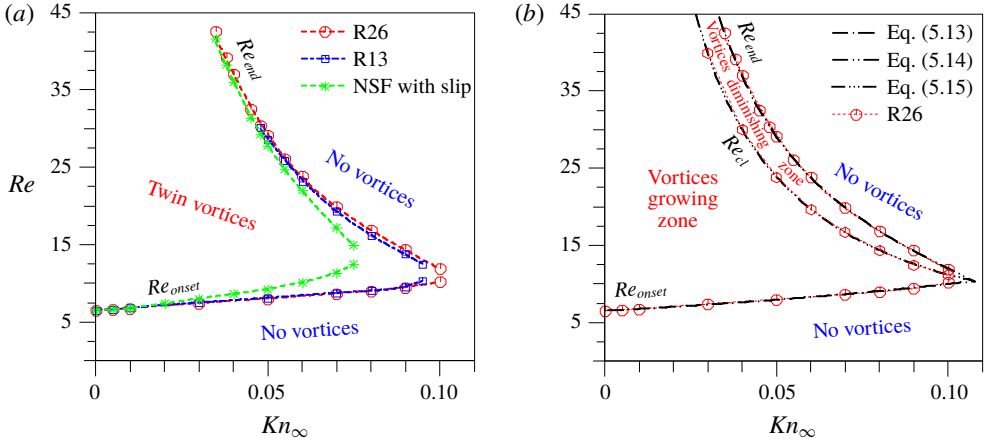 (a)
45
35
25
15
5
Re
0
0.05
0.10
Kn∞
R26
R13
NSF with slip
Re_end
No vortices
Twin vortices
Re_onset
No vortices
(b)
45
35
25
15
5
0
0.05
0.10
Kn∞
Eq. (5.13)
Eq. (5.14)
Eq. (5.15)
R26
Re_end
Vortices diminishing zone
Re_cl
No vortices
Vortices
growing
zone
Re_onset
No vortices